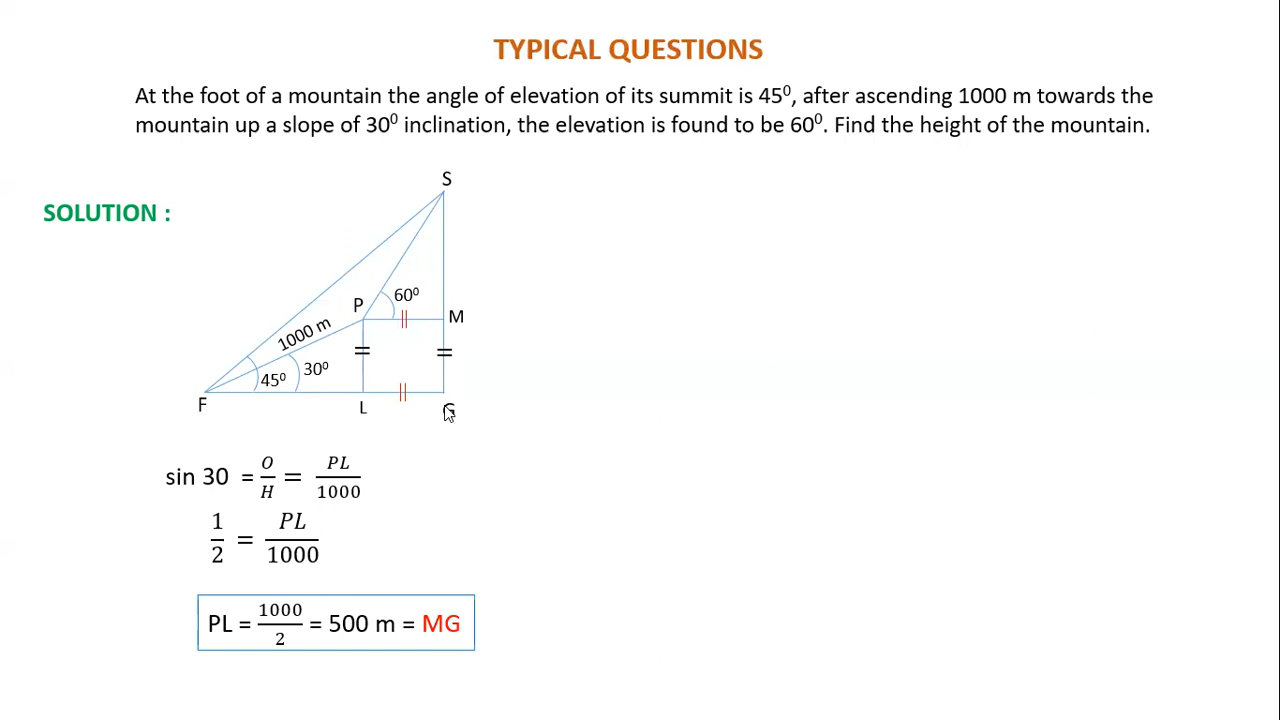 TYPICAL QUESTIONS
At the foot of a mountain the angle of elevation of its summit is 45⁰, after ascending 1000 m towards the
mountain up a slope of 30⁰ inclination, the elevation is found to be 60⁰. Find the height of the mountain.
SOLUTION :
S
P
60⁰
M
1000 m
45⁰
30⁰
F
L
G
sin 30 = O/H = PL/1000
1/2 = PL/1000
PL = 1000/2 = 500 m = MG